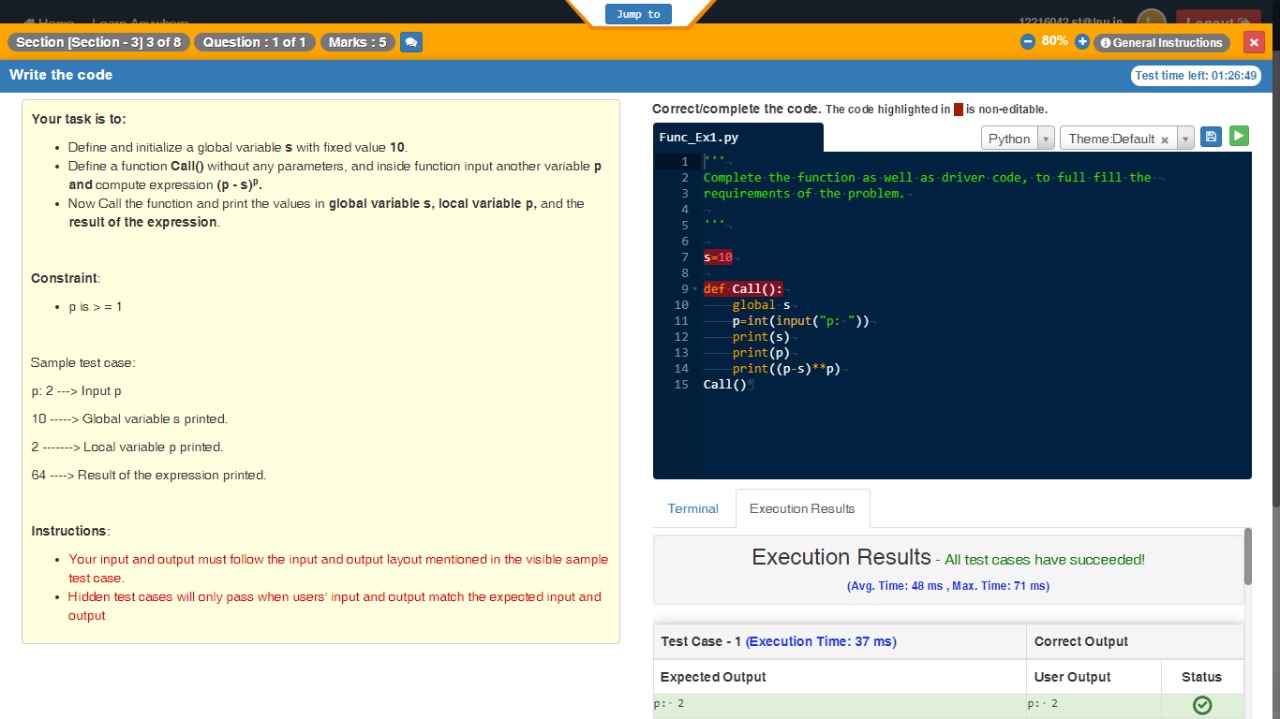 Jump to
Home Learn Anywhere
12216042.st@lpu.in
Logout
Section [Section - 3] 3 of 8 Question : 1 of 1 Marks : 5
80% General Instructions
Write the code
Test time left: 01:26:49
Your task is to:
Define and initialize a global variable s with fixed value 10.
Define a function Call() without any parameters, and inside function input another variable p
and compute expression (p - s)ᵖ.
Now Call the function and print the values in global variable s, local variable p, and the
result of the expression.
Constraint:
p is > = 1
Sample test case:
p: 2 ---> Input p
10 -----> Global variable s printed.
2 -------> Local variable p printed.
64 ----> Result of the expression printed.
Instructions:
Your input and output must follow the input and output layout mentioned in the visible sample
test case.
Hidden test cases will only pass when users' input and output match the expected input and
output
Correct/complete the code. The code highlighted in is non-editable.
Func_Ex1.py
Python Theme:Default ×
1 '''
2 Complete the function as well as driver code, to full fill the
3 requirements of the problem.
4
5 '''
6
7 s=10
8
9 def Call():
10 global s
11 p=int(input("p: "))
12 print(s)
13 print(p)
14 print((p-s)**p)
15 Call()
Terminal Execution Results
Execution Results - All test cases have succeeded!
(Avg. Time: 48 ms , Max. Time: 71 ms)
Test Case - 1 (Execution Time: 37 ms) Correct Output
Expected Output User Output Status
p: 2 p: 2